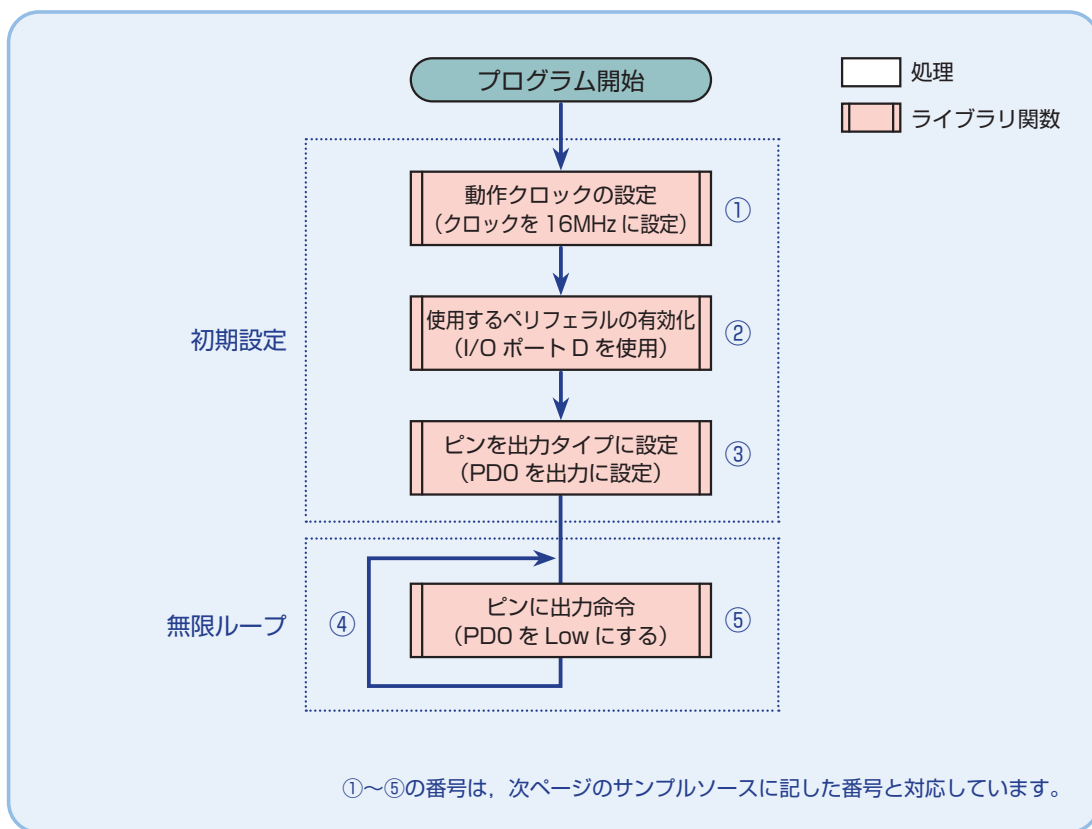 プログラム開始
処理
ライブラリ関数
動作クロックの設定
（クロックを 16MHz に設定）
①
使用するペリフェラルの有効化
（I/O ポート D を使用）
②
初期設定
ピンを出力タイプに設定
（PD0 を出力に設定）
③
無限ループ
④
ピンに出力命令
（PD0 を Low にする）
⑤
①～⑤の番号は，次ページのサンプルソースに記した番号と対応しています。